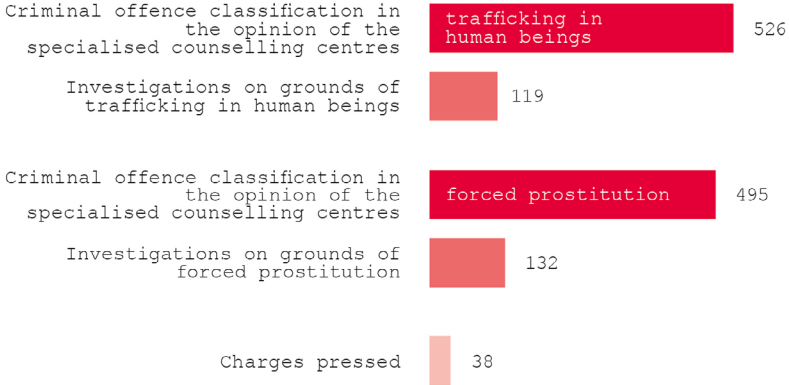 Criminal offence classification in
the opinion of the
specialised counselling centres
trafficking in
human beings
526
Investigations on grounds of
trafficking in human beings
119
Criminal offence classification in
the opinion of the
specialised counselling centres
forced prostitution
495
Investigations on grounds of
forced prostitution
132
Charges pressed
38